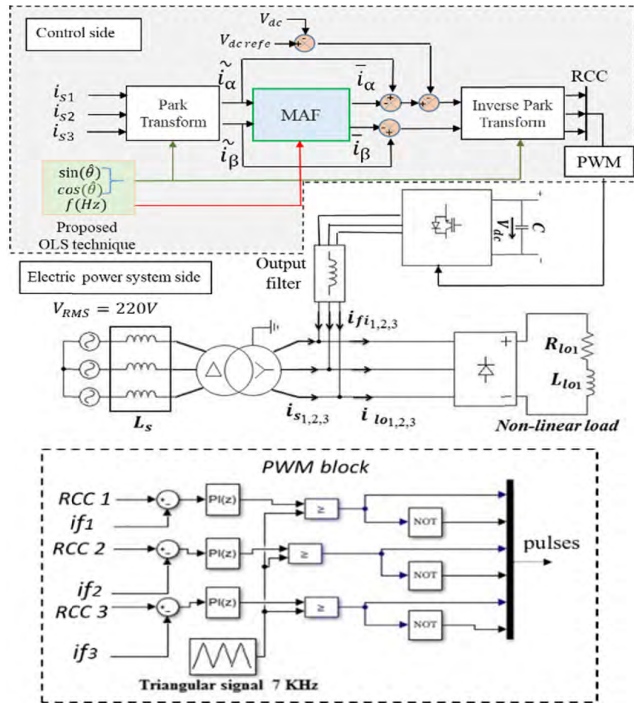 Control side
V_dc
V_dc refe
i_s1
i_s2
i_s3
Park
Transform
ĩ_α
ĩ_β
MAF
i̅_α
i̅_β
Inverse Park
Transform
RCC
PWM
sin(θ̂)
cos(θ̂)
f(Hz)
Proposed
OLS technique
C
V_dc
+
−
Output
filter
Electric power system side
V_RMS = 220V
L_s
Δ
i_fi1,2,3
i_s1,2,3
i_lo1,2,3
+
−
R_lo1
L_lo1
Non-linear load
PWM block
RCC 1
if1
RCC 2
if2
RCC 3
if3
PI(z)
PI(z)
PI(z)
≥
≥
≥
NOT
NOT
NOT
pulses
Triangular signal 7 KHz